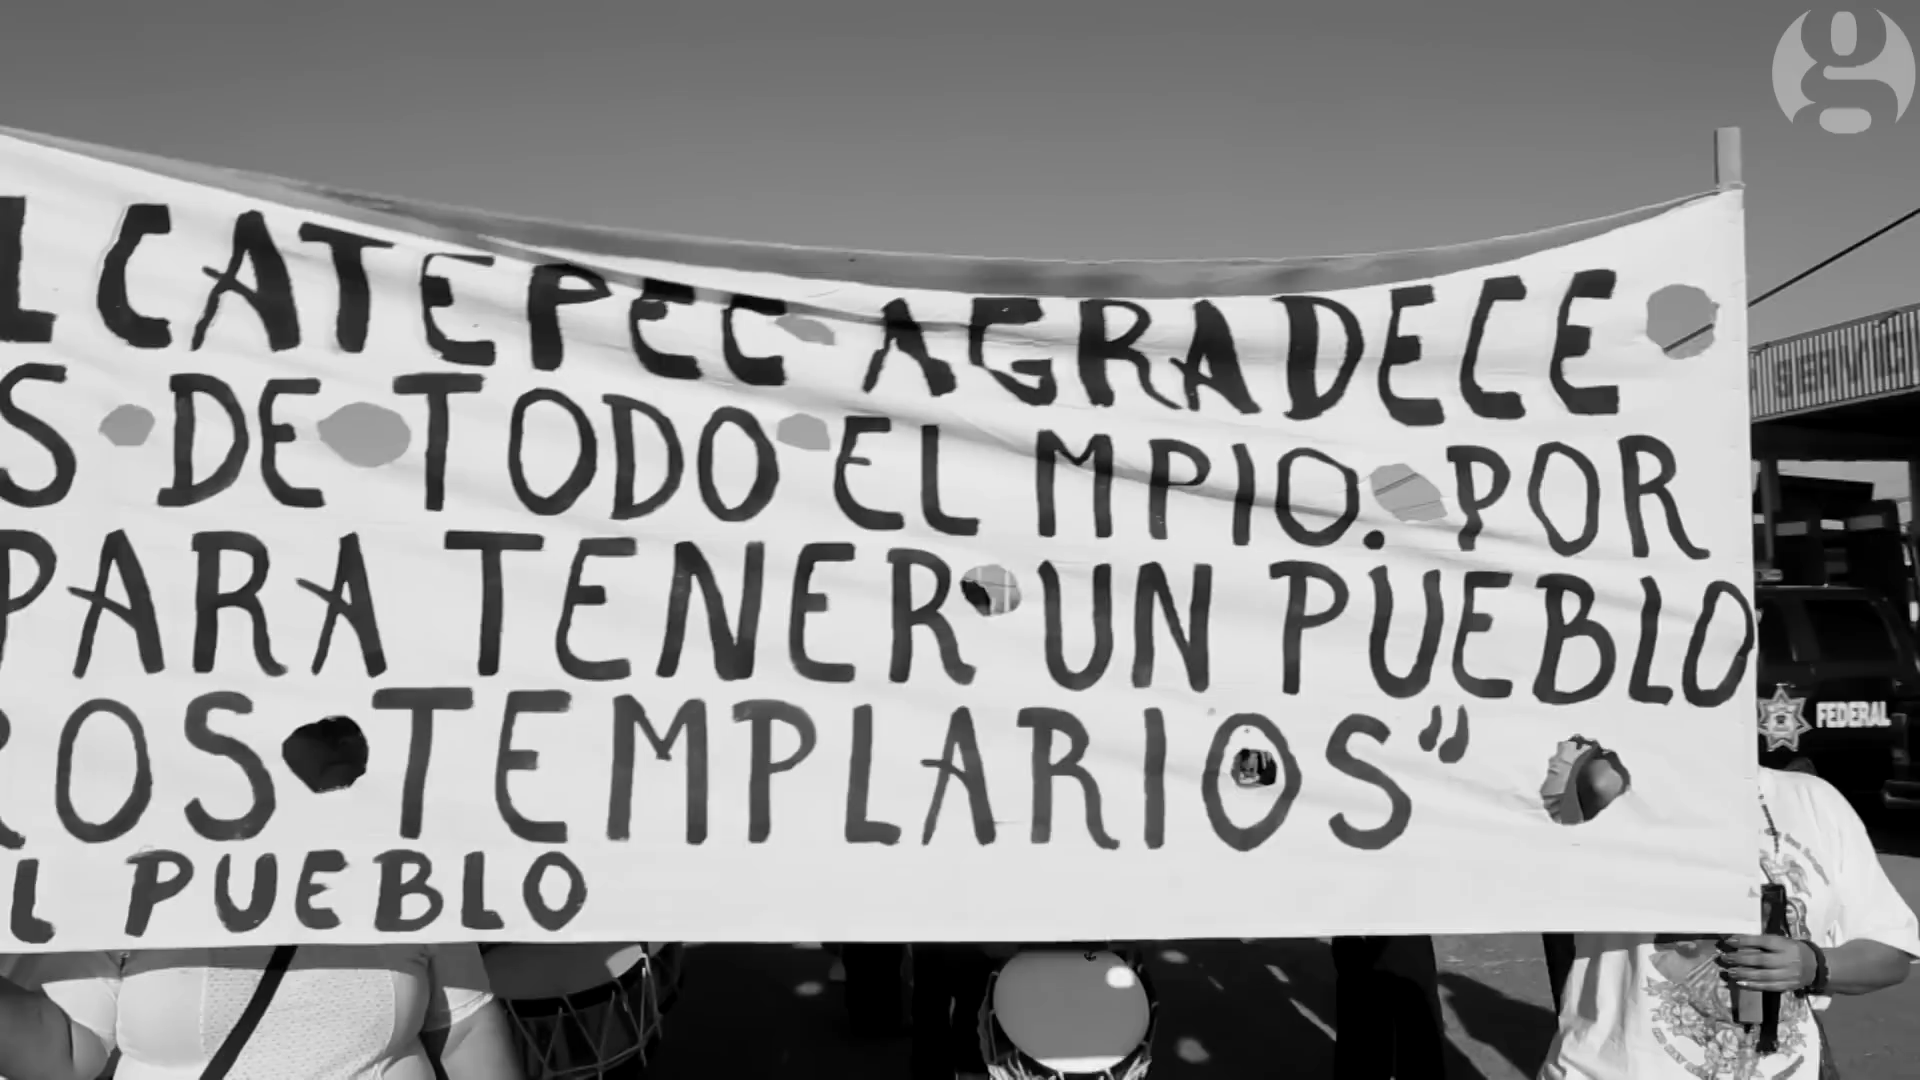 LCATEPEC AGRADECE
S DE TODO EL MPIO. POR
PARA TENER UN PUEBLO
ROS TEMPLARIOS"
L PUEBLO
FEDERAL